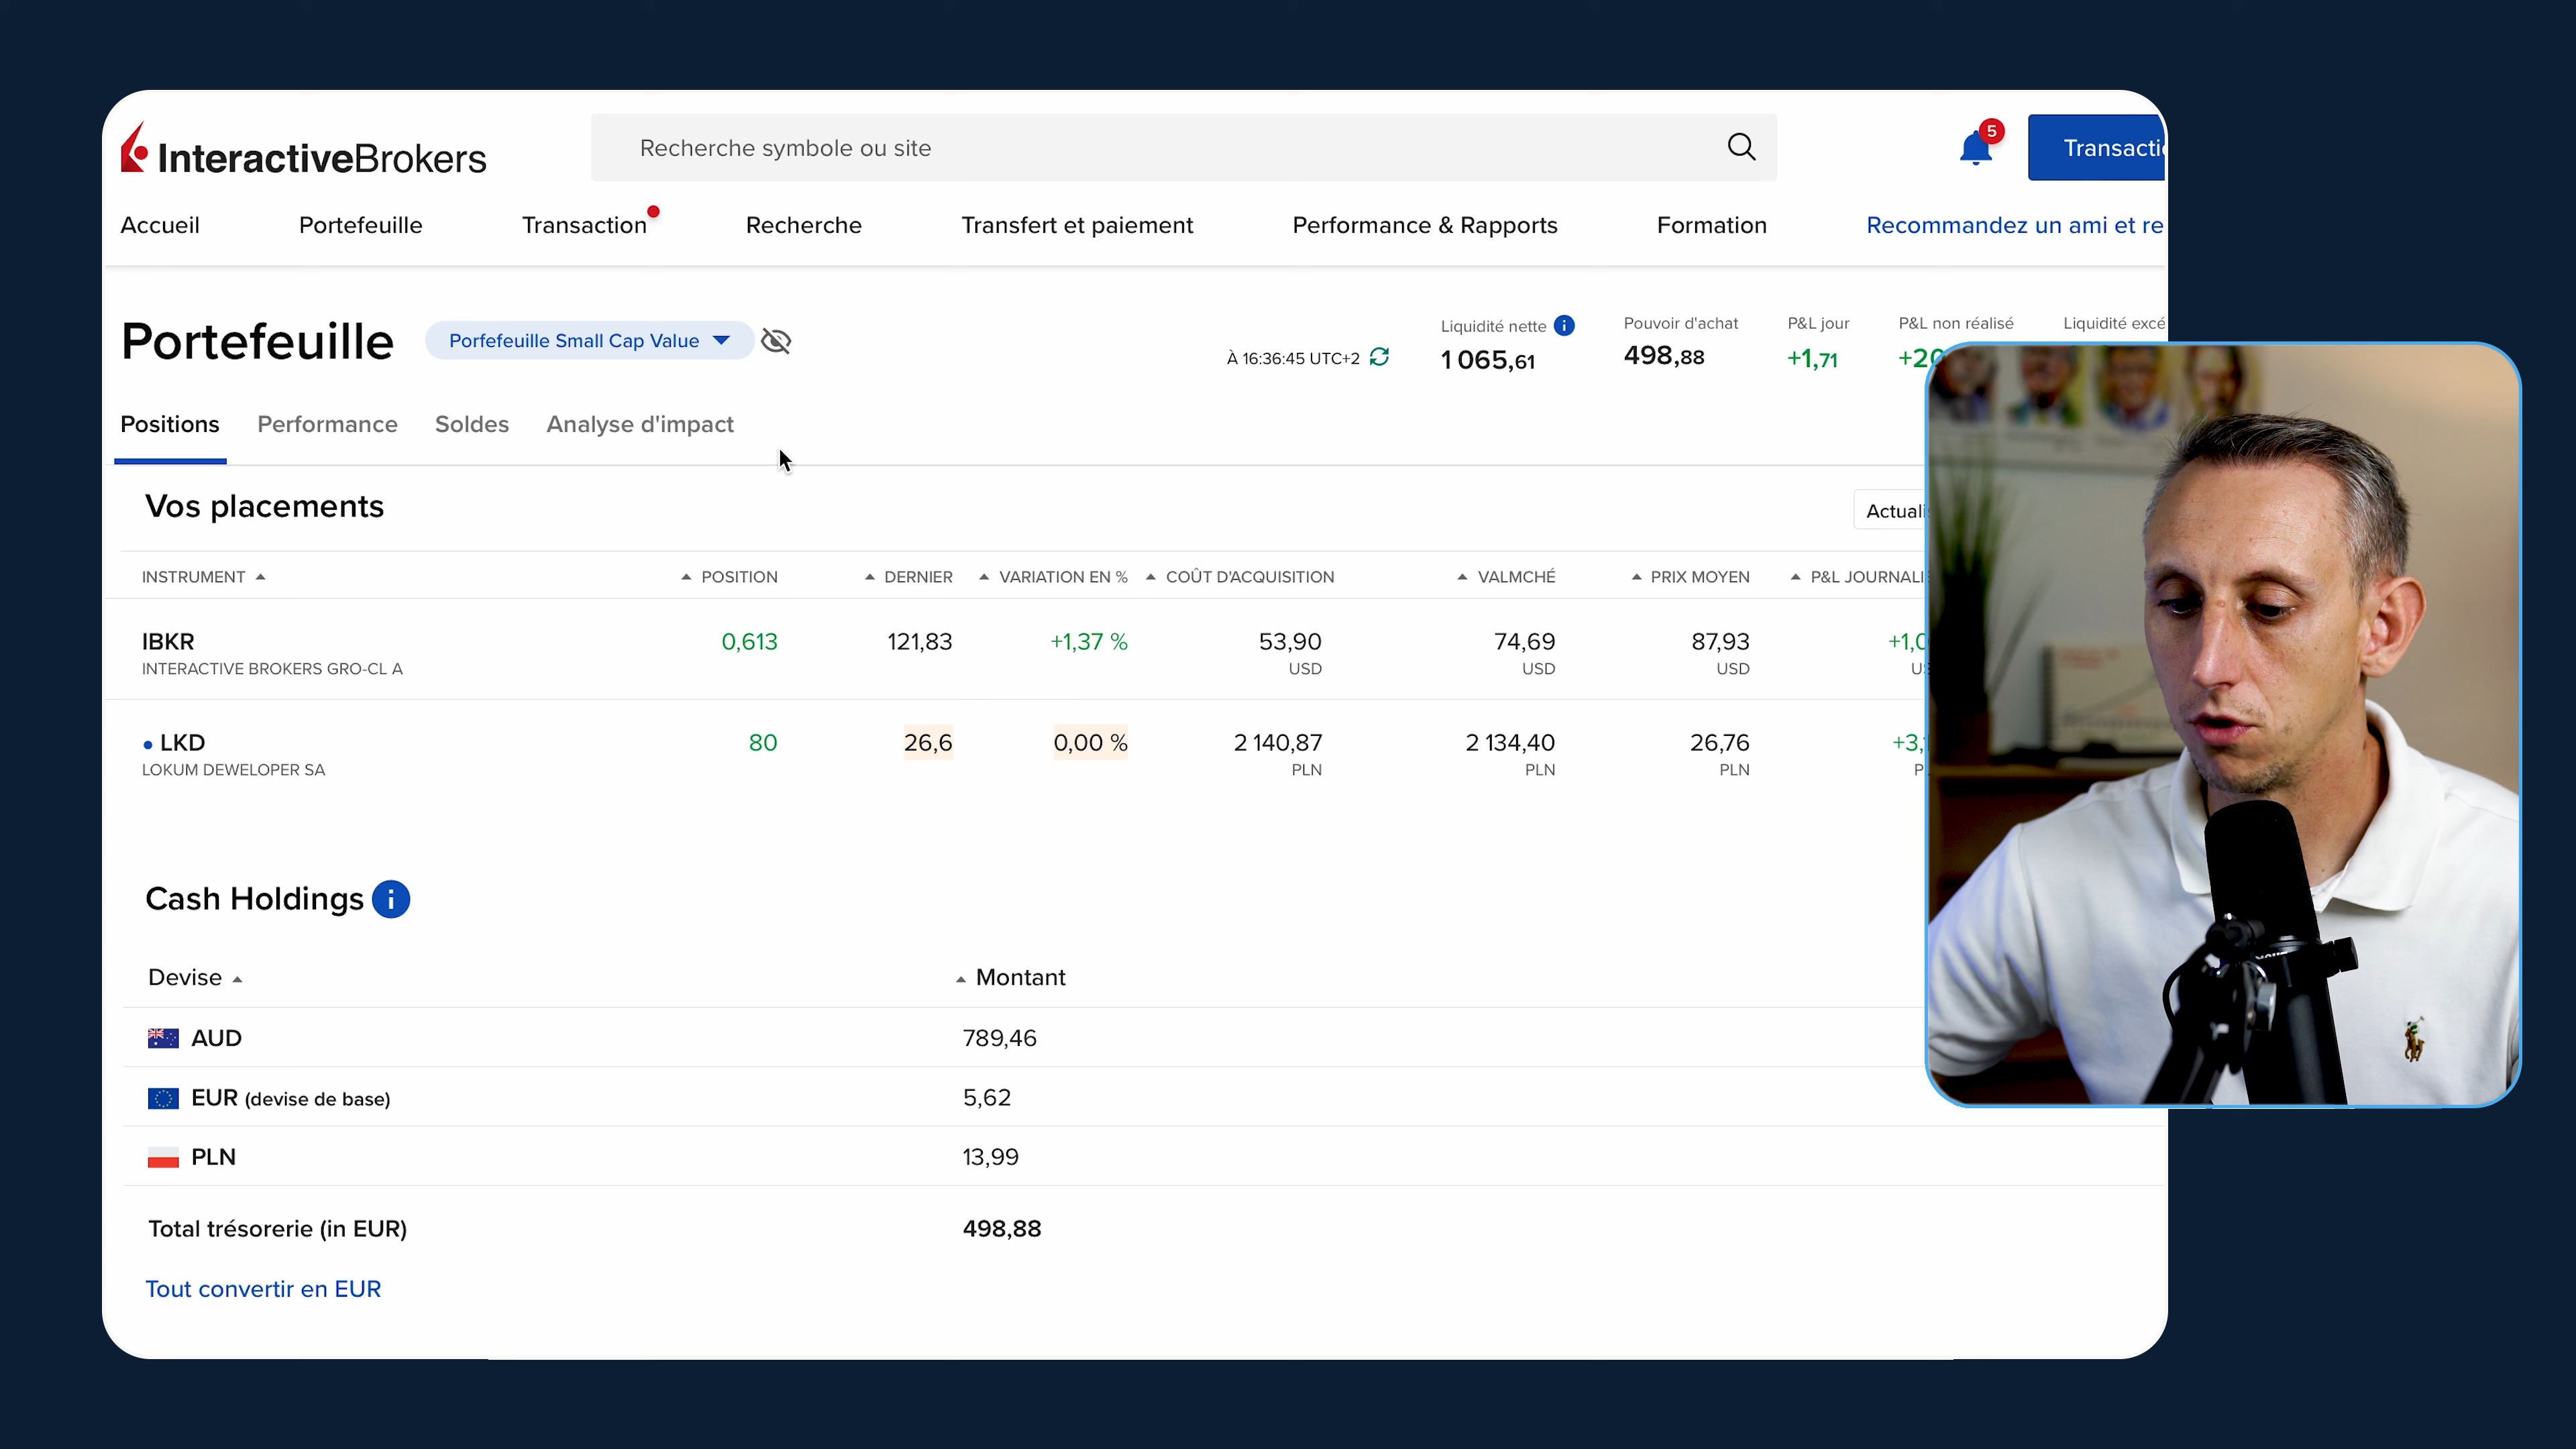 InteractiveBrokers
Recherche symbole ou site
5
Accueil Portefeuille Transaction Recherche Transfert et paiement Performance & Rapports Formation Recommandez un ami et re
Portefeuille
Porfefeuille Small Cap Value
À 16:36:45 UTC+2
Liquidité nette
1 065,61
Pouvoir d'achat
498,88
P&L jour
+1,71
P&L non réalisé
Positions Performance Soldes Analyse d'impact
Vos placements
INSTRUMENT POSITION DERNIER VARIATION EN % COÛT D'ACQUISITION VALMCHÉ PRIX MOYEN
IBKR 0,613 121,83 +1,37 % 53,90 74,69 87,93
INTERACTIVE BROKERS GRO-CL A USD USD USD
LKD 80 26,6 0,00 % 2 140,87 2 134,40 26,76
LOKUM DEWELOPER SA PLN PLN PLN
Cash Holdings
Devise Montant
AUD 789,46
EUR (devise de base) 5,62
PLN 13,99
Total trésorerie (in EUR) 498,88
Tout convertir en EUR